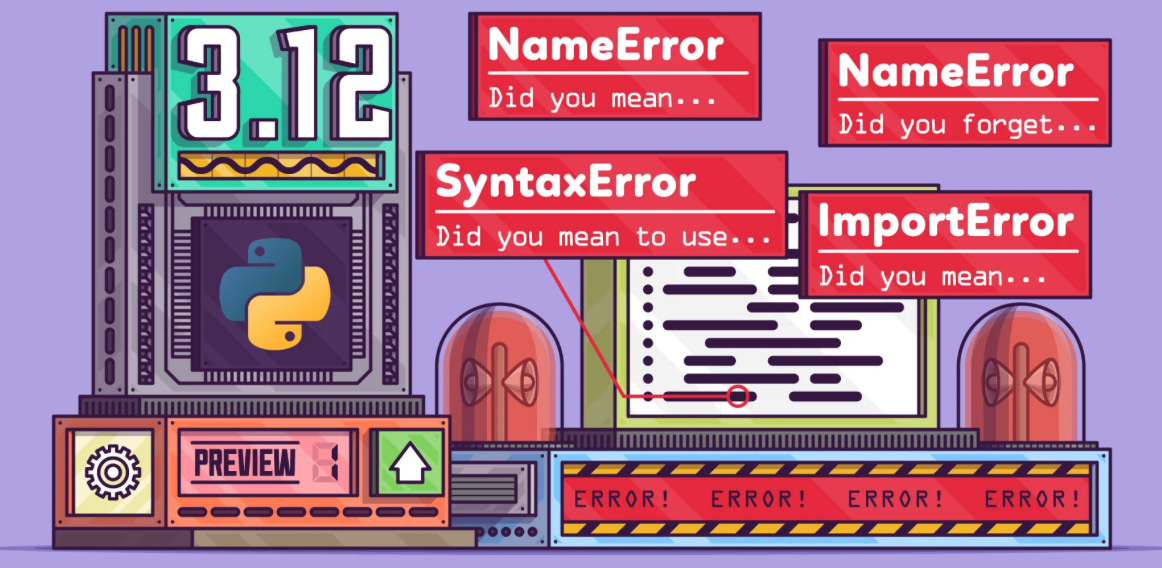 3.12
NameError
Did you mean...
NameError
Did you forget...
SyntaxError
Did you mean to use...
ImportError
Did you mean...
PREVIEW 1
ERROR! ERROR! ERROR! ERROR!